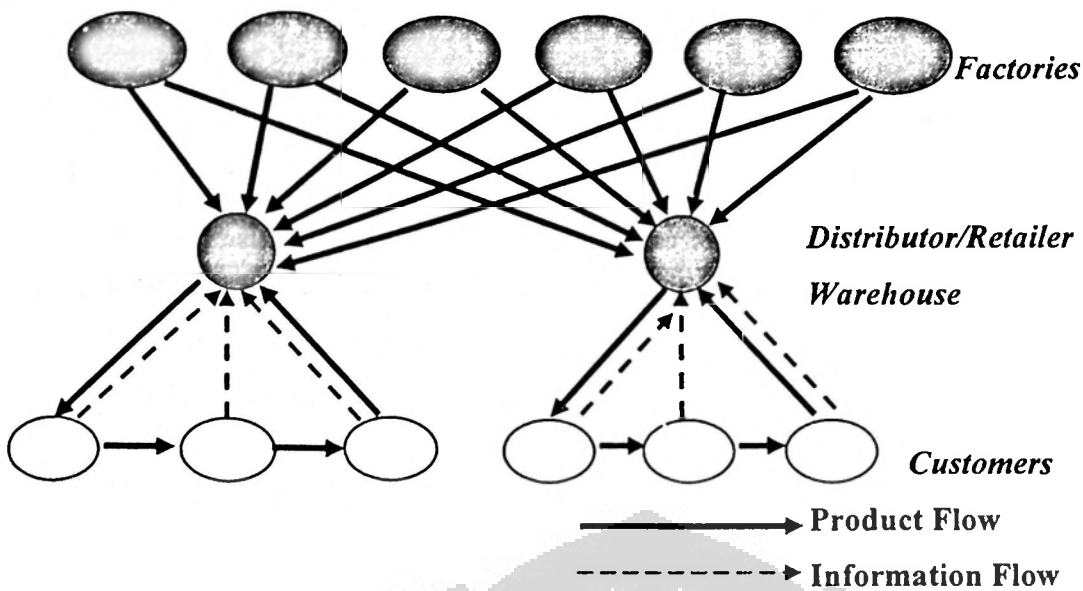 Factories
Distributor/Retailer
Warehouse
Customers
Product Flow
Information Flow